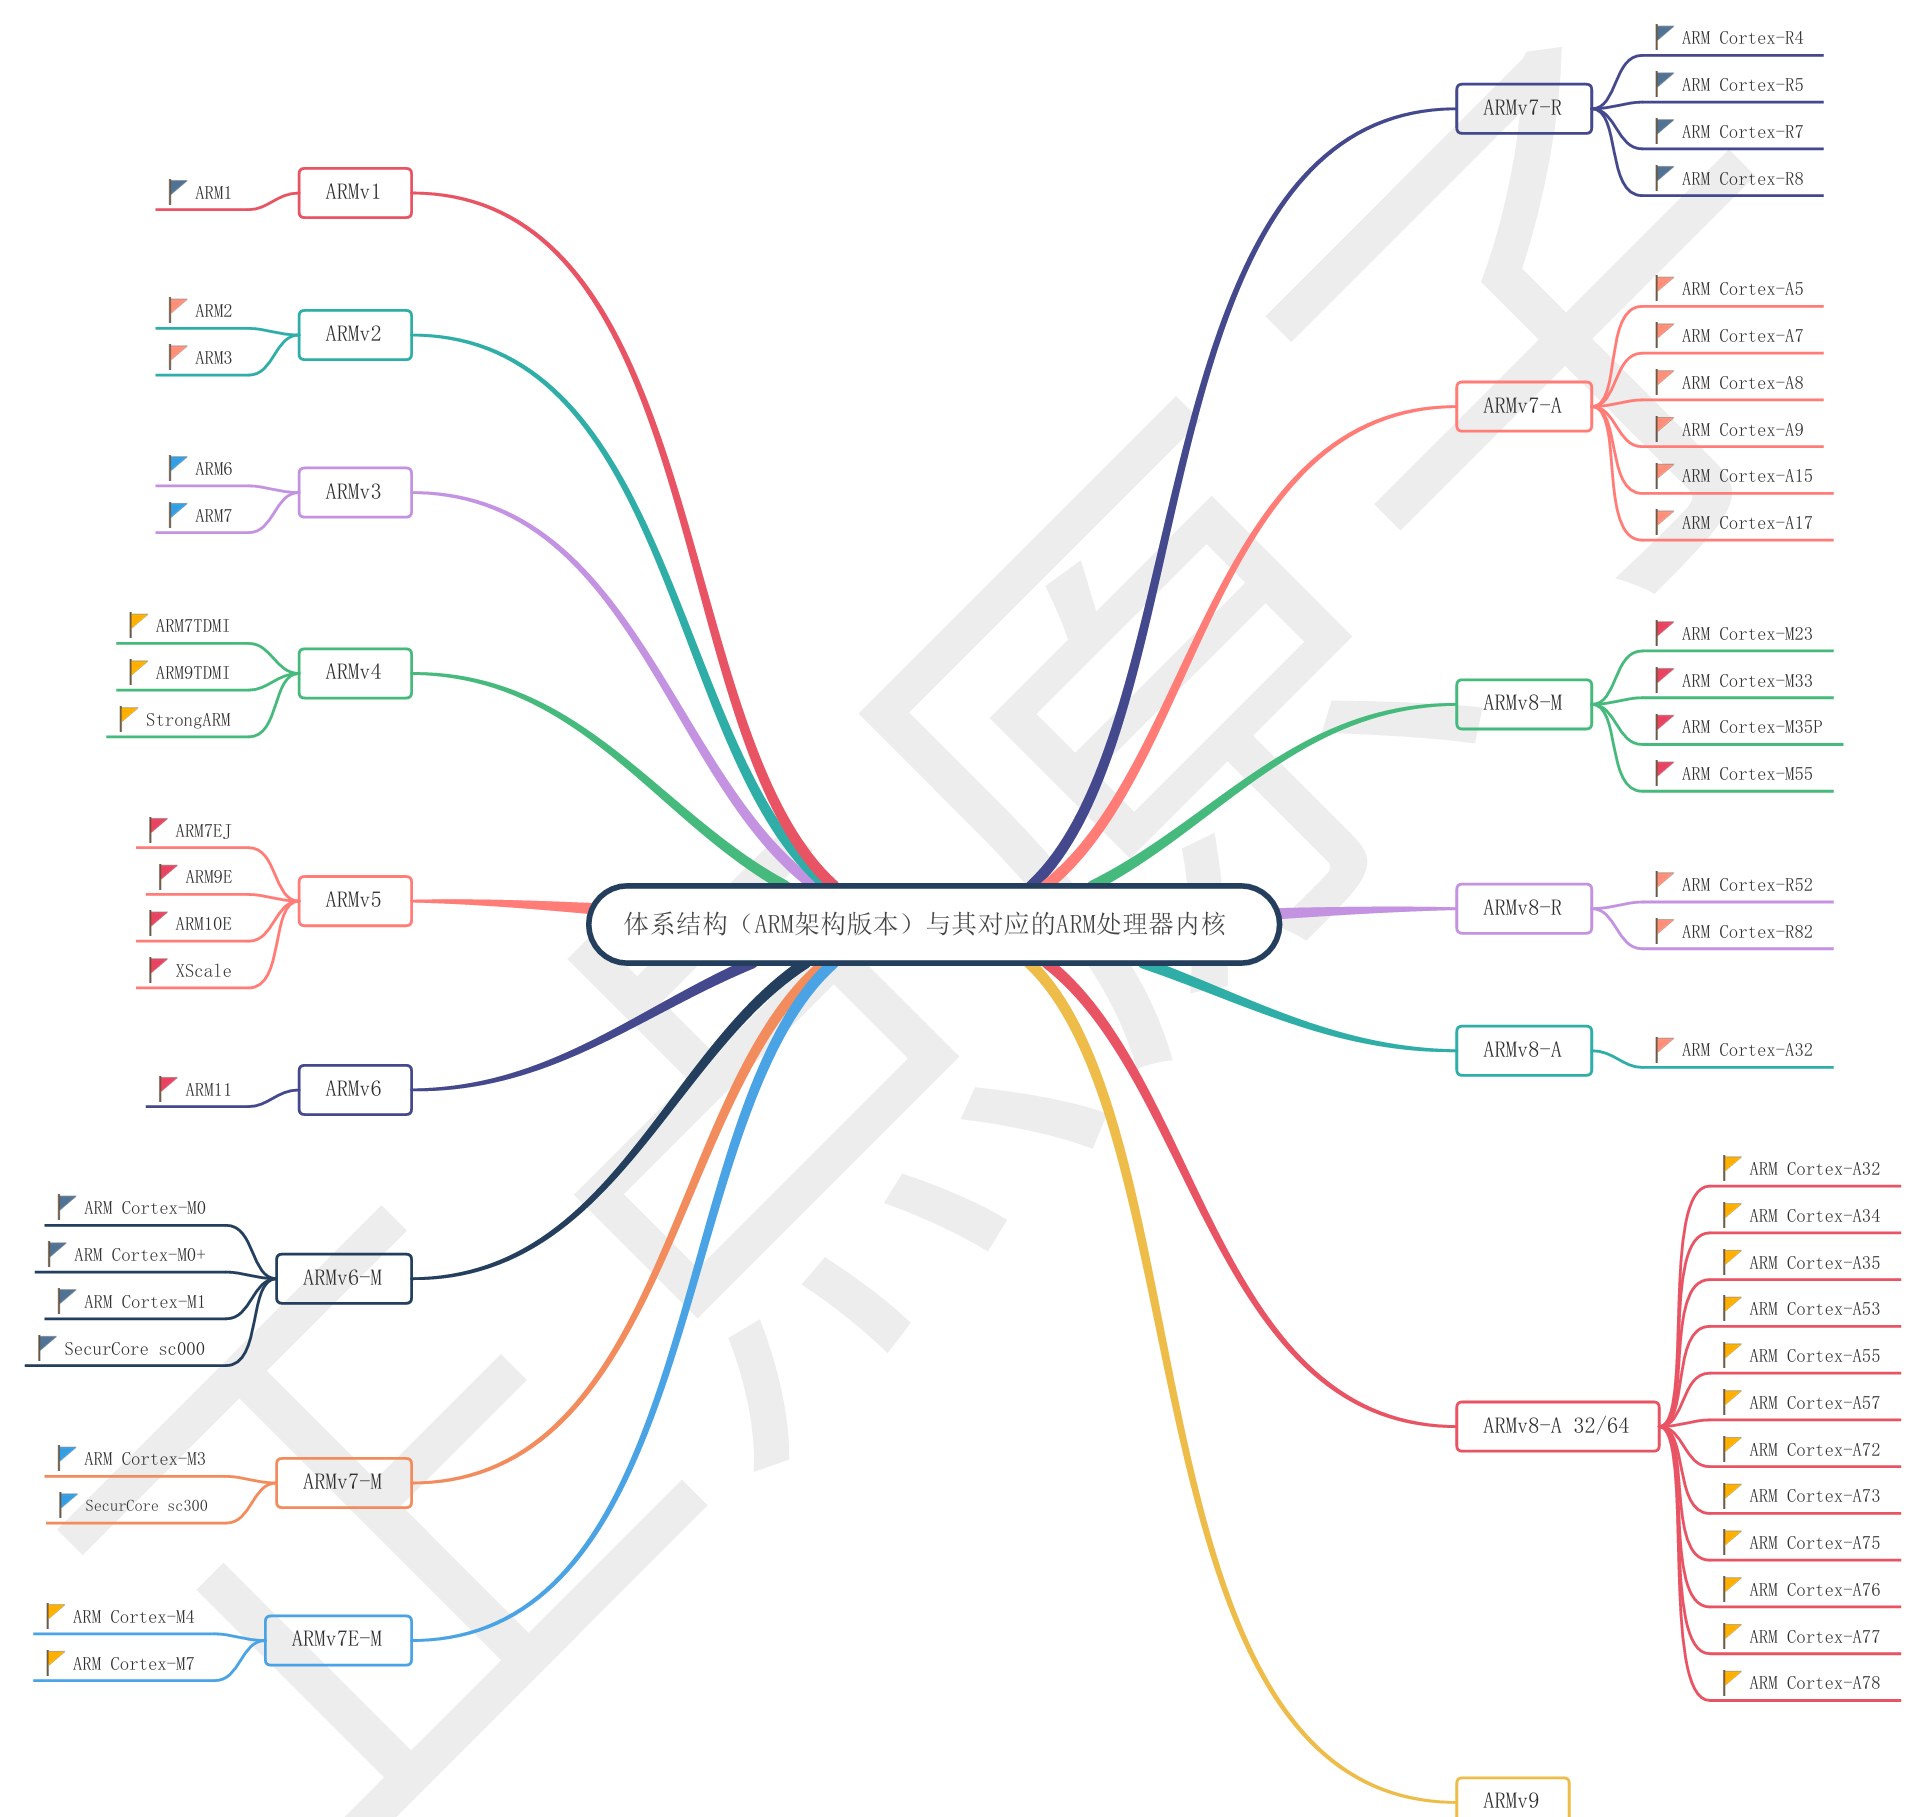 体系结构（ARM架构版本）与其对应的ARM处理器内核
ARMv1
ARM1
ARMv2
ARM2
ARM3
ARMv3
ARM6
ARM7
ARMv4
ARM7TDMI
ARM9TDMI
StrongARM
ARMv5
ARM7EJ
ARM9E
ARM10E
XScale
ARMv6
ARM11
ARMv6-M
ARM Cortex-M0
ARM Cortex-M0+
ARM Cortex-M1
SecurCore sc000
ARMv7-M
ARM Cortex-M3
SecurCore sc300
ARMv7E-M
ARM Cortex-M4
ARM Cortex-M7
ARMv7-R
ARM Cortex-R4
ARM Cortex-R5
ARM Cortex-R7
ARM Cortex-R8
ARMv7-A
ARM Cortex-A5
ARM Cortex-A7
ARM Cortex-A8
ARM Cortex-A9
ARM Cortex-A15
ARM Cortex-A17
ARMv8-M
ARM Cortex-M23
ARM Cortex-M33
ARM Cortex-M35P
ARM Cortex-M55
ARMv8-R
ARM Cortex-R52
ARM Cortex-R82
ARMv8-A
ARM Cortex-A32
ARMv8-A 32/64
ARM Cortex-A32
ARM Cortex-A34
ARM Cortex-A35
ARM Cortex-A53
ARM Cortex-A55
ARM Cortex-A57
ARM Cortex-A72
ARM Cortex-A73
ARM Cortex-A75
ARM Cortex-A76
ARM Cortex-A77
ARM Cortex-A78
ARMv9
正点原子